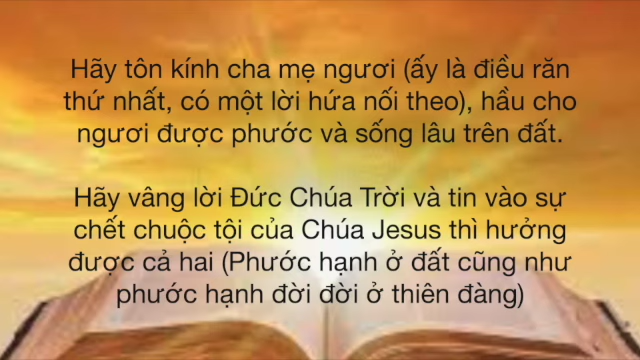 Hãy tôn kính cha mẹ ngươi (ấy là điều răn
thứ nhất, có một lời hứa nối theo), hầu cho
ngươi được phước và sống lâu trên đất.
Hãy vâng lời Đức Chúa Trời và tin vào sự
chết chuộc tội của Chúa Jesus thì hưởng
được cả hai (Phước hạnh ở đất cũng như
phước hạnh đời đời ở thiên đàng)